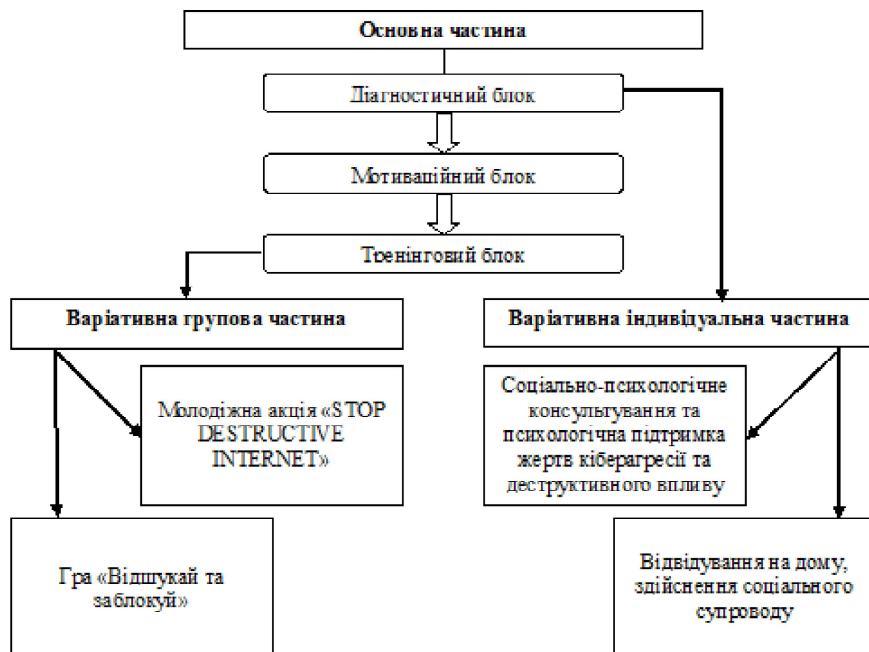 Основна частина
Діагностичний блок
Мотиваційний блок
Тренінговий блок
Варіативна групова частина
Варіативна індивідуальна частина
Молодіжна акція «STOP
DESTRUCTIVE
INTERNET»
Соціально-психологічне
консультування та
психологічна підтримка
жертв кіберагресії та
деструктивного впливу
Гра «Відшукай та
заблокуй»
Відвідування на дому,
здійснення соціального
супроводу